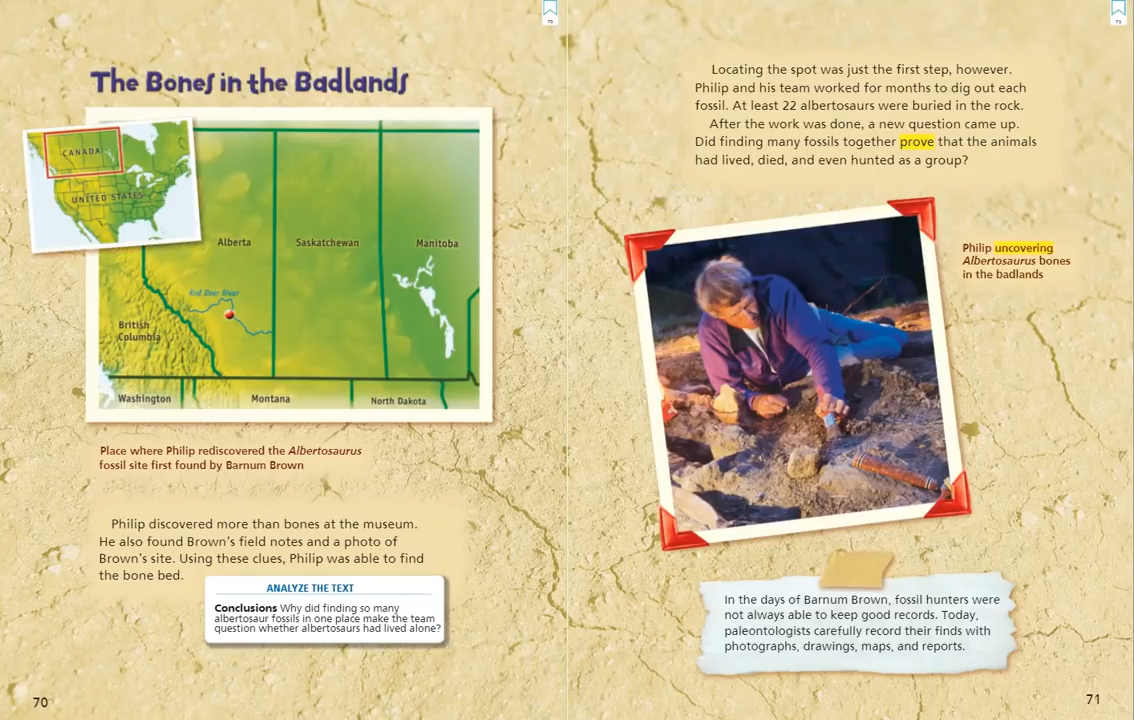 70
The Bones in the Badlands
CANADA
UNITED STATES
Alberta
Saskatchewan
Manitoba
Red Deer River
British
Columbia
Washington
Montana
North Dakota
Place where Philip rediscovered the Albertosaurus
fossil site first found by Barnum Brown
Philip discovered more than bones at the museum.
He also found Brown's field notes and a photo of
Brown's site. Using these clues, Philip was able to find
the bone bed.
ANALYZE THE TEXT
Conclusions Why did finding so many
albertosaur fossils in one place make the team
question whether albertosaurs had lived alone?
70
71
Locating the spot was just the first step, however.
Philip and his team worked for months to dig out each
fossil. At least 22 albertosaurs were buried in the rock.
After the work was done, a new question came up.
Did finding many fossils together prove that the animals
had lived, died, and even hunted as a group?
Philip uncovering
Albertosaurus bones
in the badlands
In the days of Barnum Brown, fossil hunters were
not always able to keep good records. Today,
paleontologists carefully record their finds with
photographs, drawings, maps, and reports.
71